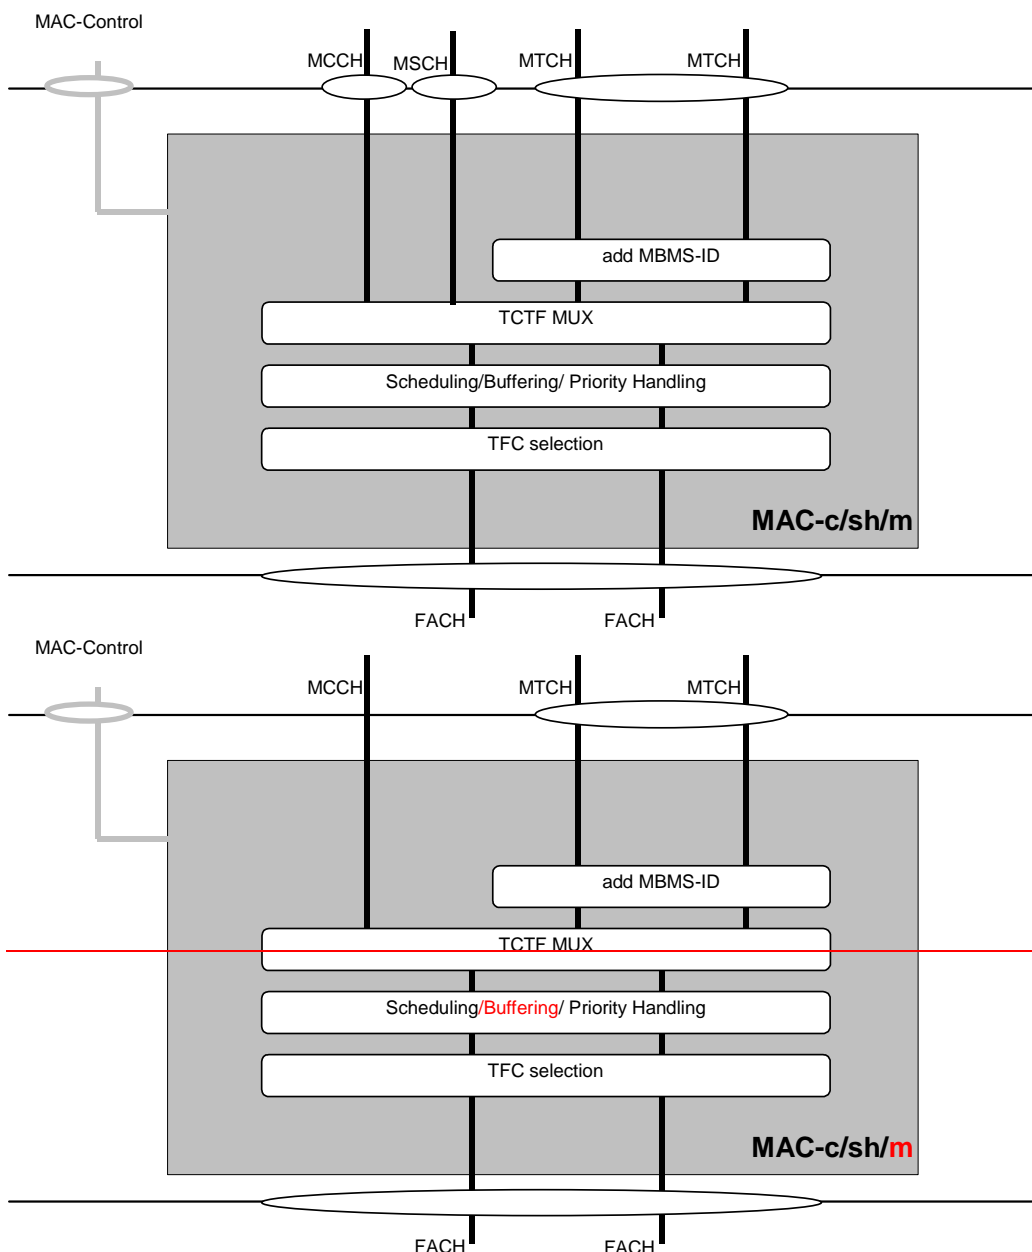 MAC-Control
MCCH
MSCH
MTCH
MTCH
add MBMS-ID
TCTF MUX
Scheduling/Buffering/ Priority Handling
TFC selection
MAC-c/sh/m
FACH
FACH
MAC-Control
MCCH
MTCH
MTCH
add MBMS-ID
TCTF MUX
Scheduling/Buffering/ Priority Handling
TFC selection
MAC-c/sh/m
FACH
FACH